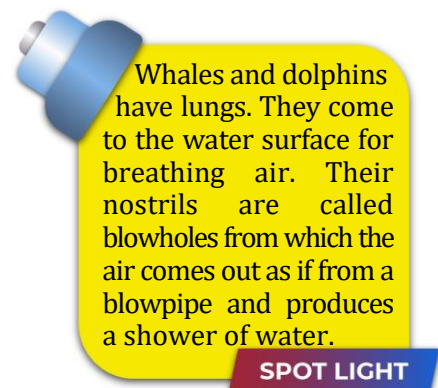 Whales and dolphins
have lungs. They come
to the water surface for
breathing air. Their
nostrils are called
blowholes from which the
air comes out as if from a
blowpipe and produces
a shower of water.
SPOT LIGHT